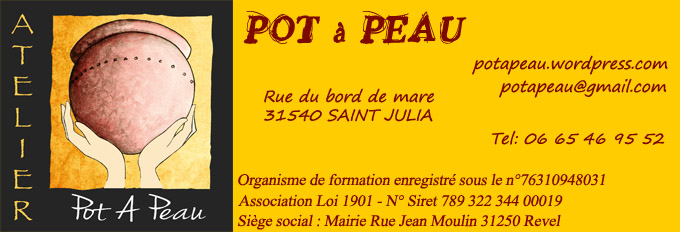 ATELIER
Pot A Peau
POT à PEAU
potapeau.wordpress.com
potapeau@gmail.com
Rue du bord de mare
31540 SAINT JULIA
Tel: 06 65 46 95 52
Organisme de formation enregistré sous le n°76310948031
Association Loi 1901 - N° Siret 789 322 344 00019
Siège social : Mairie Rue Jean Moulin 31250 Revel